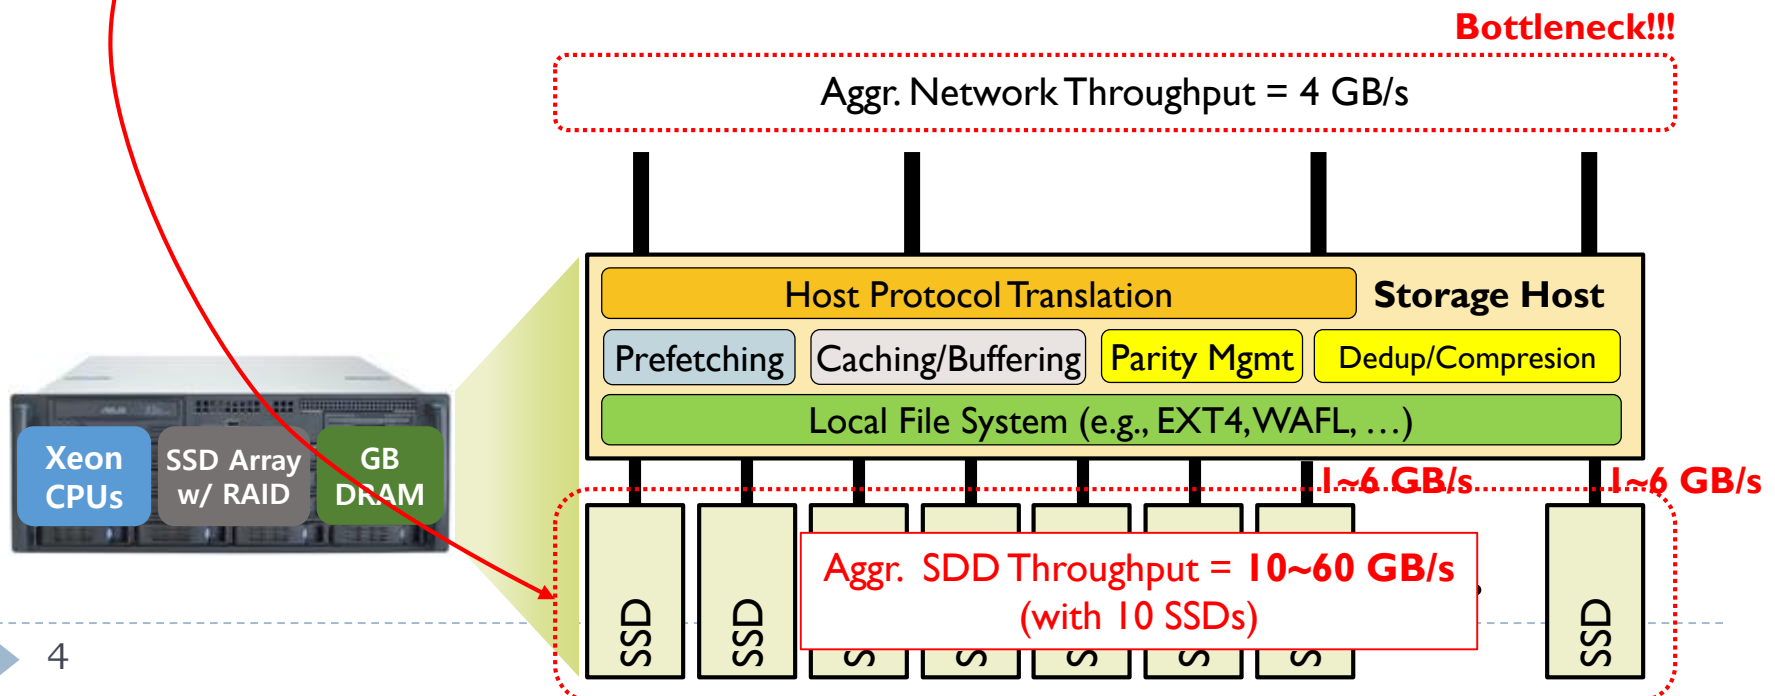 Bottleneck!!!
Aggr. Network Throughput = 4 GB/s
Host Protocol Translation
Storage Host
Prefetching
Caching/Buffering
Parity Mgmt
Dedup/Compresion
Local File System (e.g., EXT4, WAFL, …)
Xeon
CPUs
SSD Array
w/ RAID
GB
DRAM
1~6 GB/s
1~6 GB/s
Aggr. SDD Throughput = 10~60 GB/s
(with 10 SSDs)
SSD
SSD
SSD
4